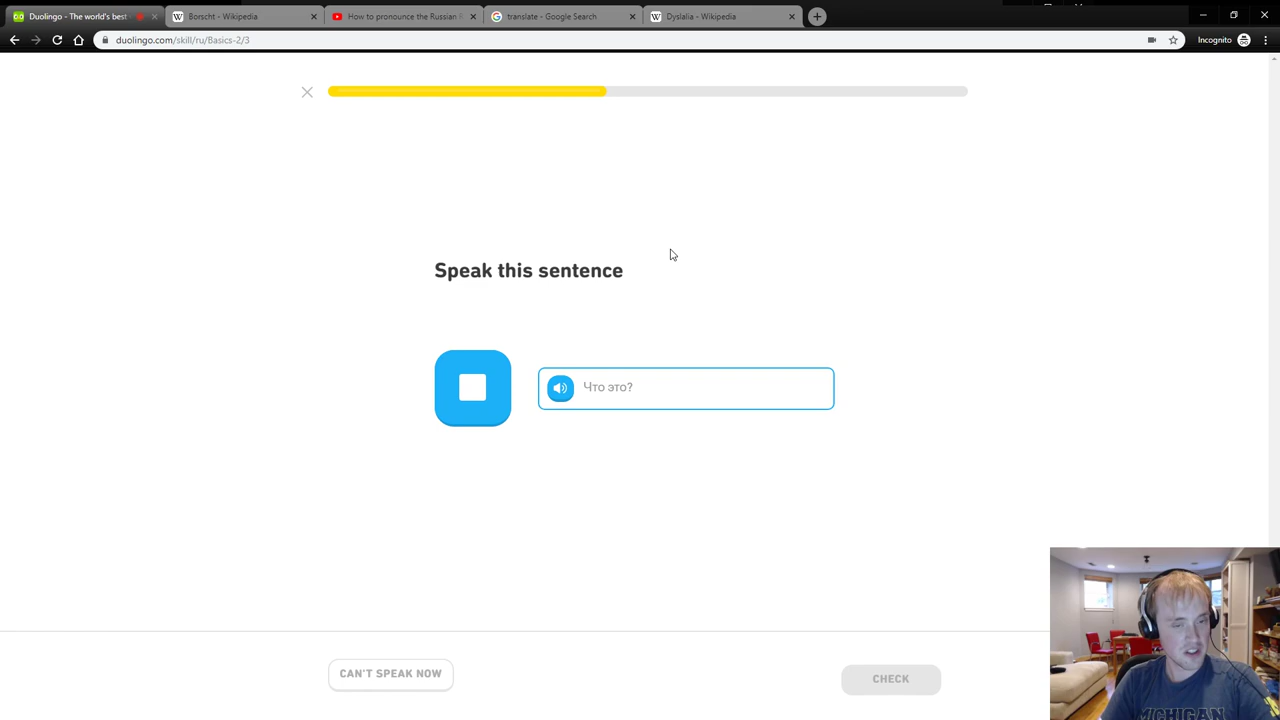 Duolingo - The world's best
Borscht - Wikipedia
How to pronounce the Russian
translate - Google Search
Dyslalia - Wikipedia
duolingo.com/skill/ru/Basics-2/3
Incognito
Speak this sentence
Что это?
CAN'T SPEAK NOW
CHECK
MICHIGAN